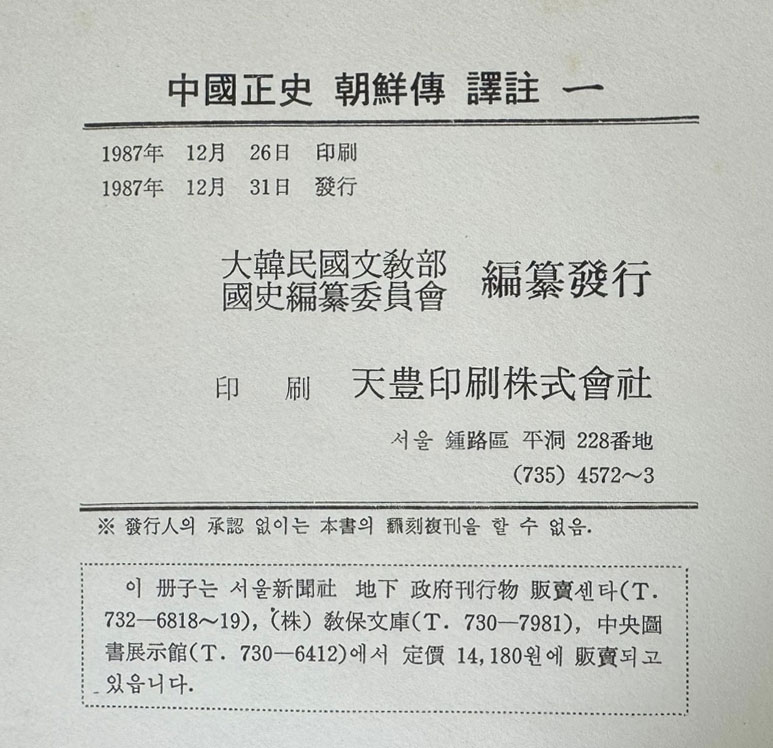 中國正史 朝鮮傳 譯註 一
1987年 12月 26日 印刷
1987年 12月 31日 發行
大韓民國文敎部
國史編纂委員會 編纂發行
印 刷 天豊印刷株式會社
서울 鍾路區 平洞 228番地
(735) 4572～3
※ 發行人의 承認 없이는 本書의 飜刻複刊을 할 수 없음.
이 册子는 서울新聞社 地下 政府刊行物 販賣센타(T.
732―6818～19), (株) 敎保文庫(T. 730―7981), 中央圖
書展示館(T. 730―6412)에서 定價 14,180원에 販賣되고
있읍니다.